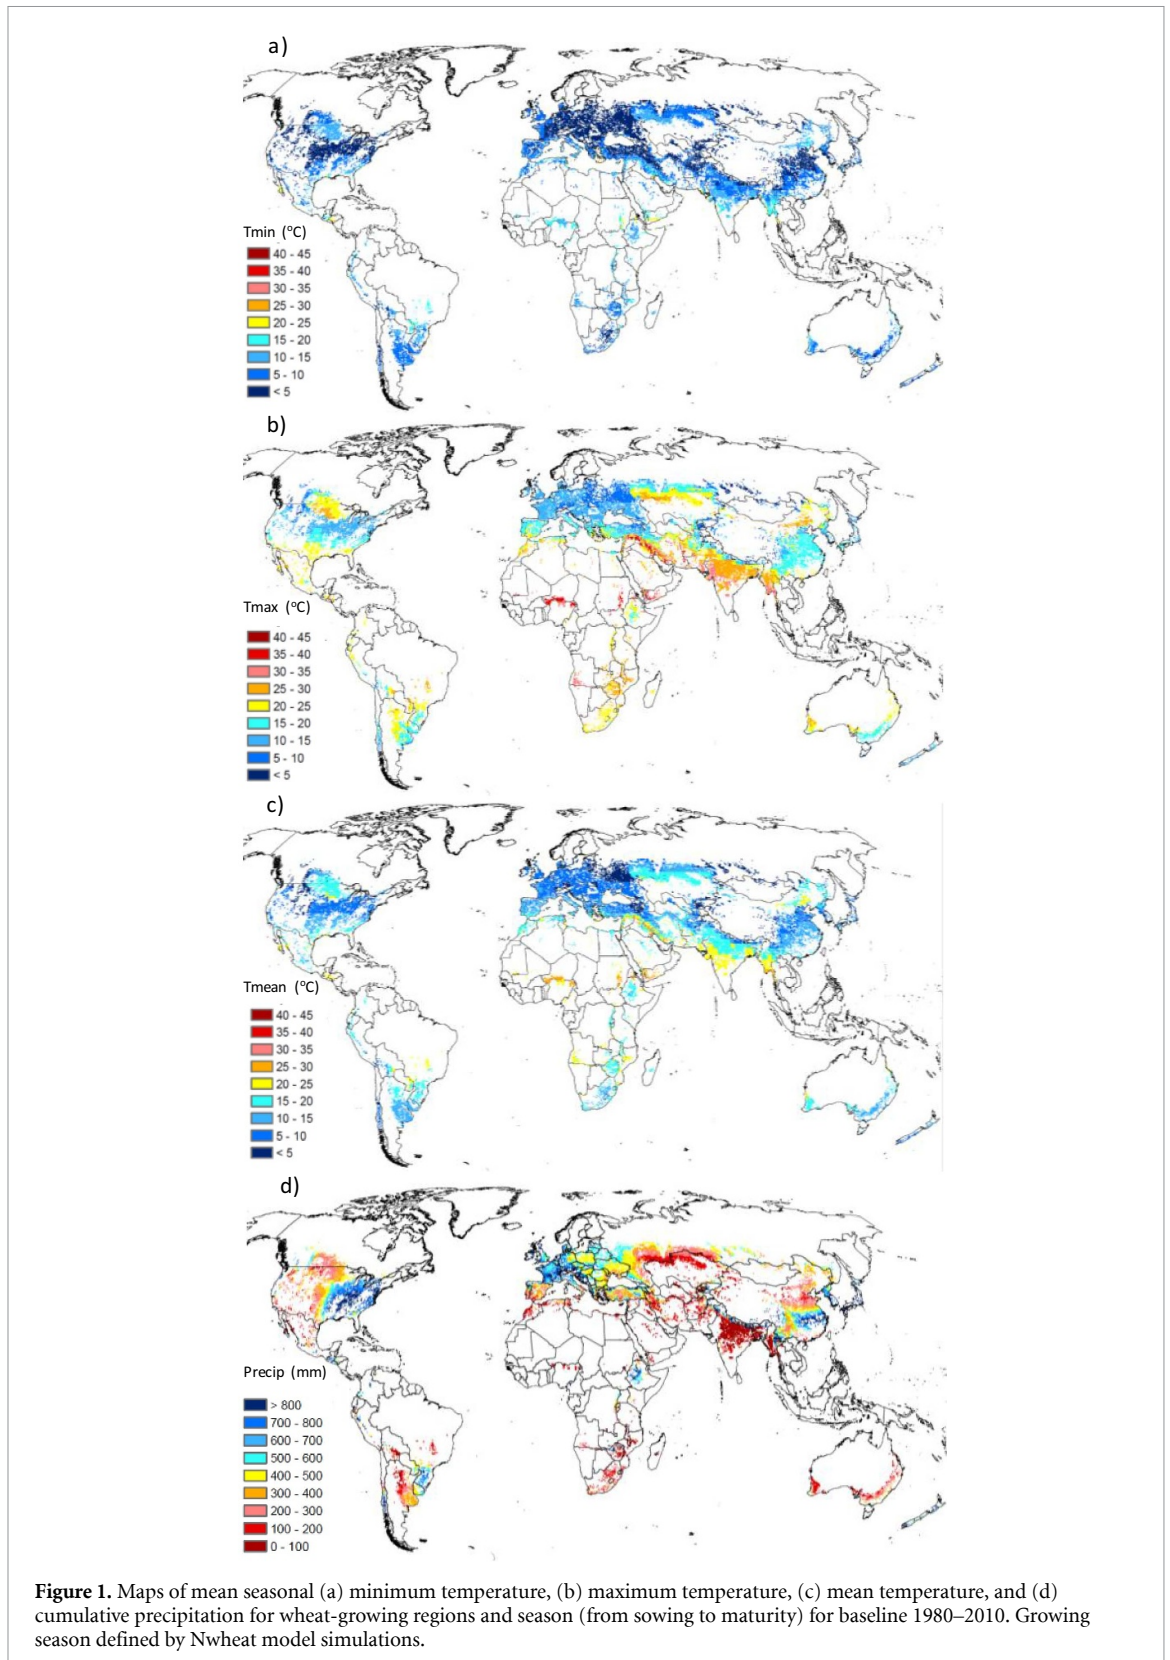 a)
Tmin (°C)
40 - 45
35 - 40
30 - 35
25 - 30
20 - 25
15 - 20
10 - 15
5 - 10
< 5
b)
Tmax (°C)
40 - 45
35 - 40
30 - 35
25 - 30
20 - 25
15 - 20
10 - 15
5 - 10
< 5
c)
Tmean (°C)
40 - 45
35 - 40
30 - 35
25 - 30
20 - 25
15 - 20
10 - 15
5 - 10
< 5
d)
Precip (mm)
> 800
700 - 800
600 - 700
500 - 600
400 - 500
300 - 400
200 - 300
100 - 200
0 - 100
Figure 1. Maps of mean seasonal (a) minimum temperature, (b) maximum temperature, (c) mean temperature, and (d)
cumulative precipitation for wheat-growing regions and season (from sowing to maturity) for baseline 1980–2010. Growing
season defined by Nwheat model simulations.